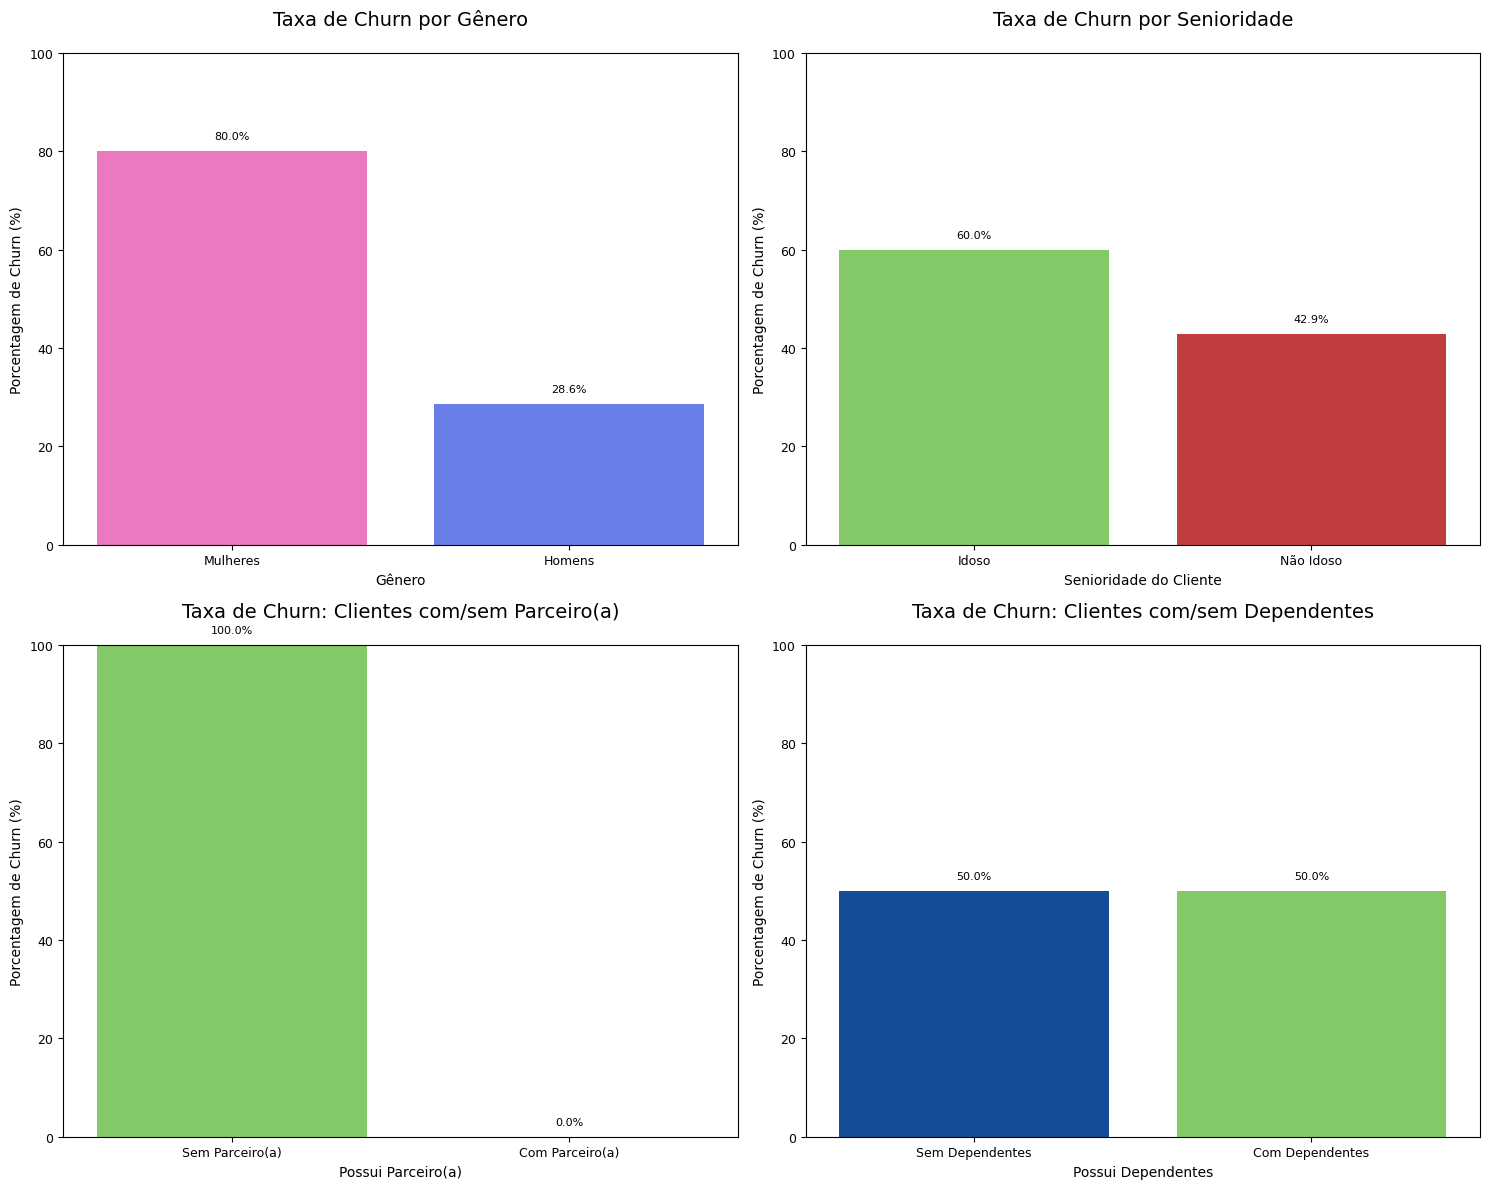 Taxa de Churn por Gênero
Porcentagem de Churn (%)
100
80
60
40
20
0
80.0%
28.6%
Mulheres
Homens
Gênero
Taxa de Churn por Senioridade
Porcentagem de Churn (%)
100
80
60
40
20
0
60.0%
42.9%
Idoso
Não Idoso
Senioridade do Cliente
Taxa de Churn: Clientes com/sem Parceiro(a)
Porcentagem de Churn (%)
100
80
60
40
20
0
100.0%
0.0%
Sem Parceiro(a)
Com Parceiro(a)
Possui Parceiro(a)
Taxa de Churn: Clientes com/sem Dependentes
Porcentagem de Churn (%)
100
80
60
40
20
0
50.0%
50.0%
Sem Dependentes
Com Dependentes
Possui Dependentes